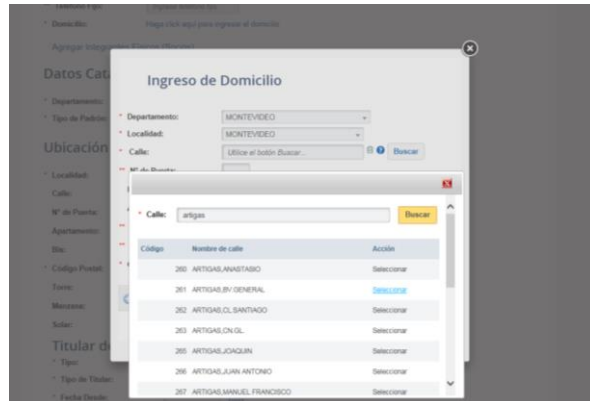 * Teléfono Fijo:
* Domicilio: Haga click aquí para ingresar el domicilio
Agregar Integrantes
Datos Cata
* Departamento:
* Tipo de Padrón:
Ubicación
* Localidad:
Calle:
Nº de Puerta:
Apartamento:
Bis:
* Código Postal:
Torre:
Manzana:
Solar:
Titular d
* Tipo:
* Tipo de Titular:
* Fecha Desde:
Ingreso de Domicilio
* Departamento: MONTEVIDEO
* Localidad: MONTEVIDEO
* Calle: Utilice el botón Buscar... Buscar
** Nº de Puerta:
* Calle: artigas Buscar
Código Nombre de calle Acción
260 ARTIGAS,ANASTASIO Seleccionar
261 ARTIGAS,BV.GENERAL Seleccionar
262 ARTIGAS,CL.SANTIAGO Seleccionar
263 ARTIGAS,CN.GL. Seleccionar
265 ARTIGAS,JOAQUIN Seleccionar
266 ARTIGAS,JUAN ANTONIO Seleccionar
267 ARTIGAS,MANUEL FRANCISCO Seleccionar